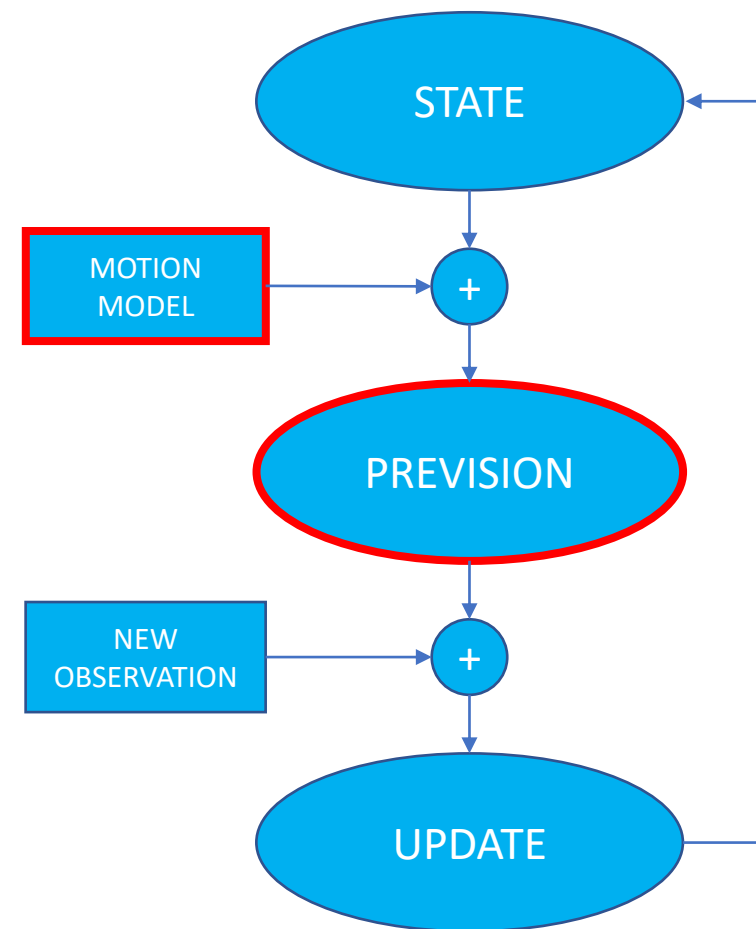 STATE
MOTION
MODEL
+
PREVISION
NEW
OBSERVATION
+
UPDATE